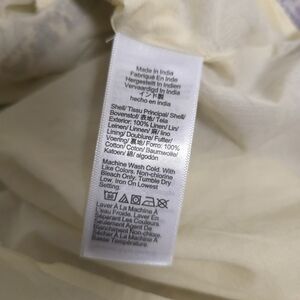 Made In India
Fabriqué En Inde
Hergestellt In Indien
Vervaardigd In India
インド製
hecho en india
Shell/Tissu Principal/Shell/
Bovenstof/表地/Tela
Exterior: 100% Linen/Lin/
Leinen/Linnen/麻/lino
Lining/Doublure/Futter/
Voering/裏地/Forro: 100%
Cotton/Coton/Baumwolle/
Katoen/綿/algodón
Machine Wash Cold. With
Like Colors. Non-chlorine
Bleach Only. Tumble Dry
Low. Iron On Lowest
Setting.
Laver À La Machine À
L'eau Froide. Laver En
Séparant Les Couleurs.
Seulement Agent De
Blanchiment Non-chlore.
Sécher À La Machine À
Basse Température.